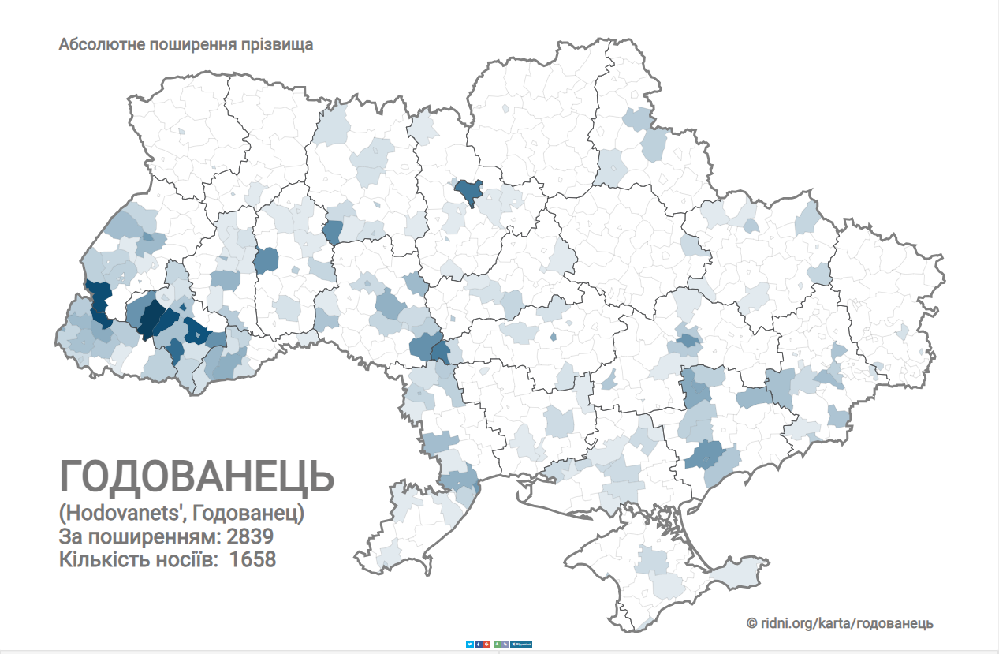 Абсолютне поширення прізвища
ГОДОВАНЕЦЬ
(Hodovanets', Годованец)
За поширенням: 2839
Кількість носіїв: 1658
© ridni.org/karta/годованець